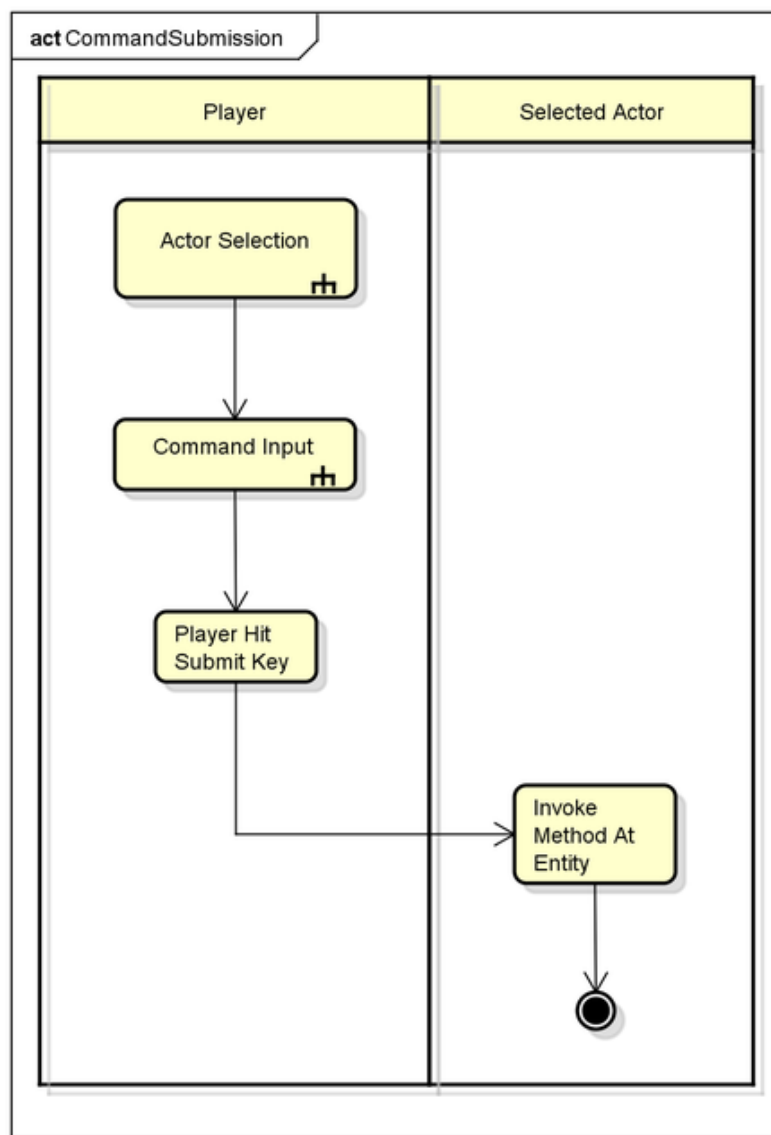 act CommandSubmission
Player
Selected Actor
Actor Selection
Command Input
Player Hit
Submit Key
Invoke
Method At
Entity